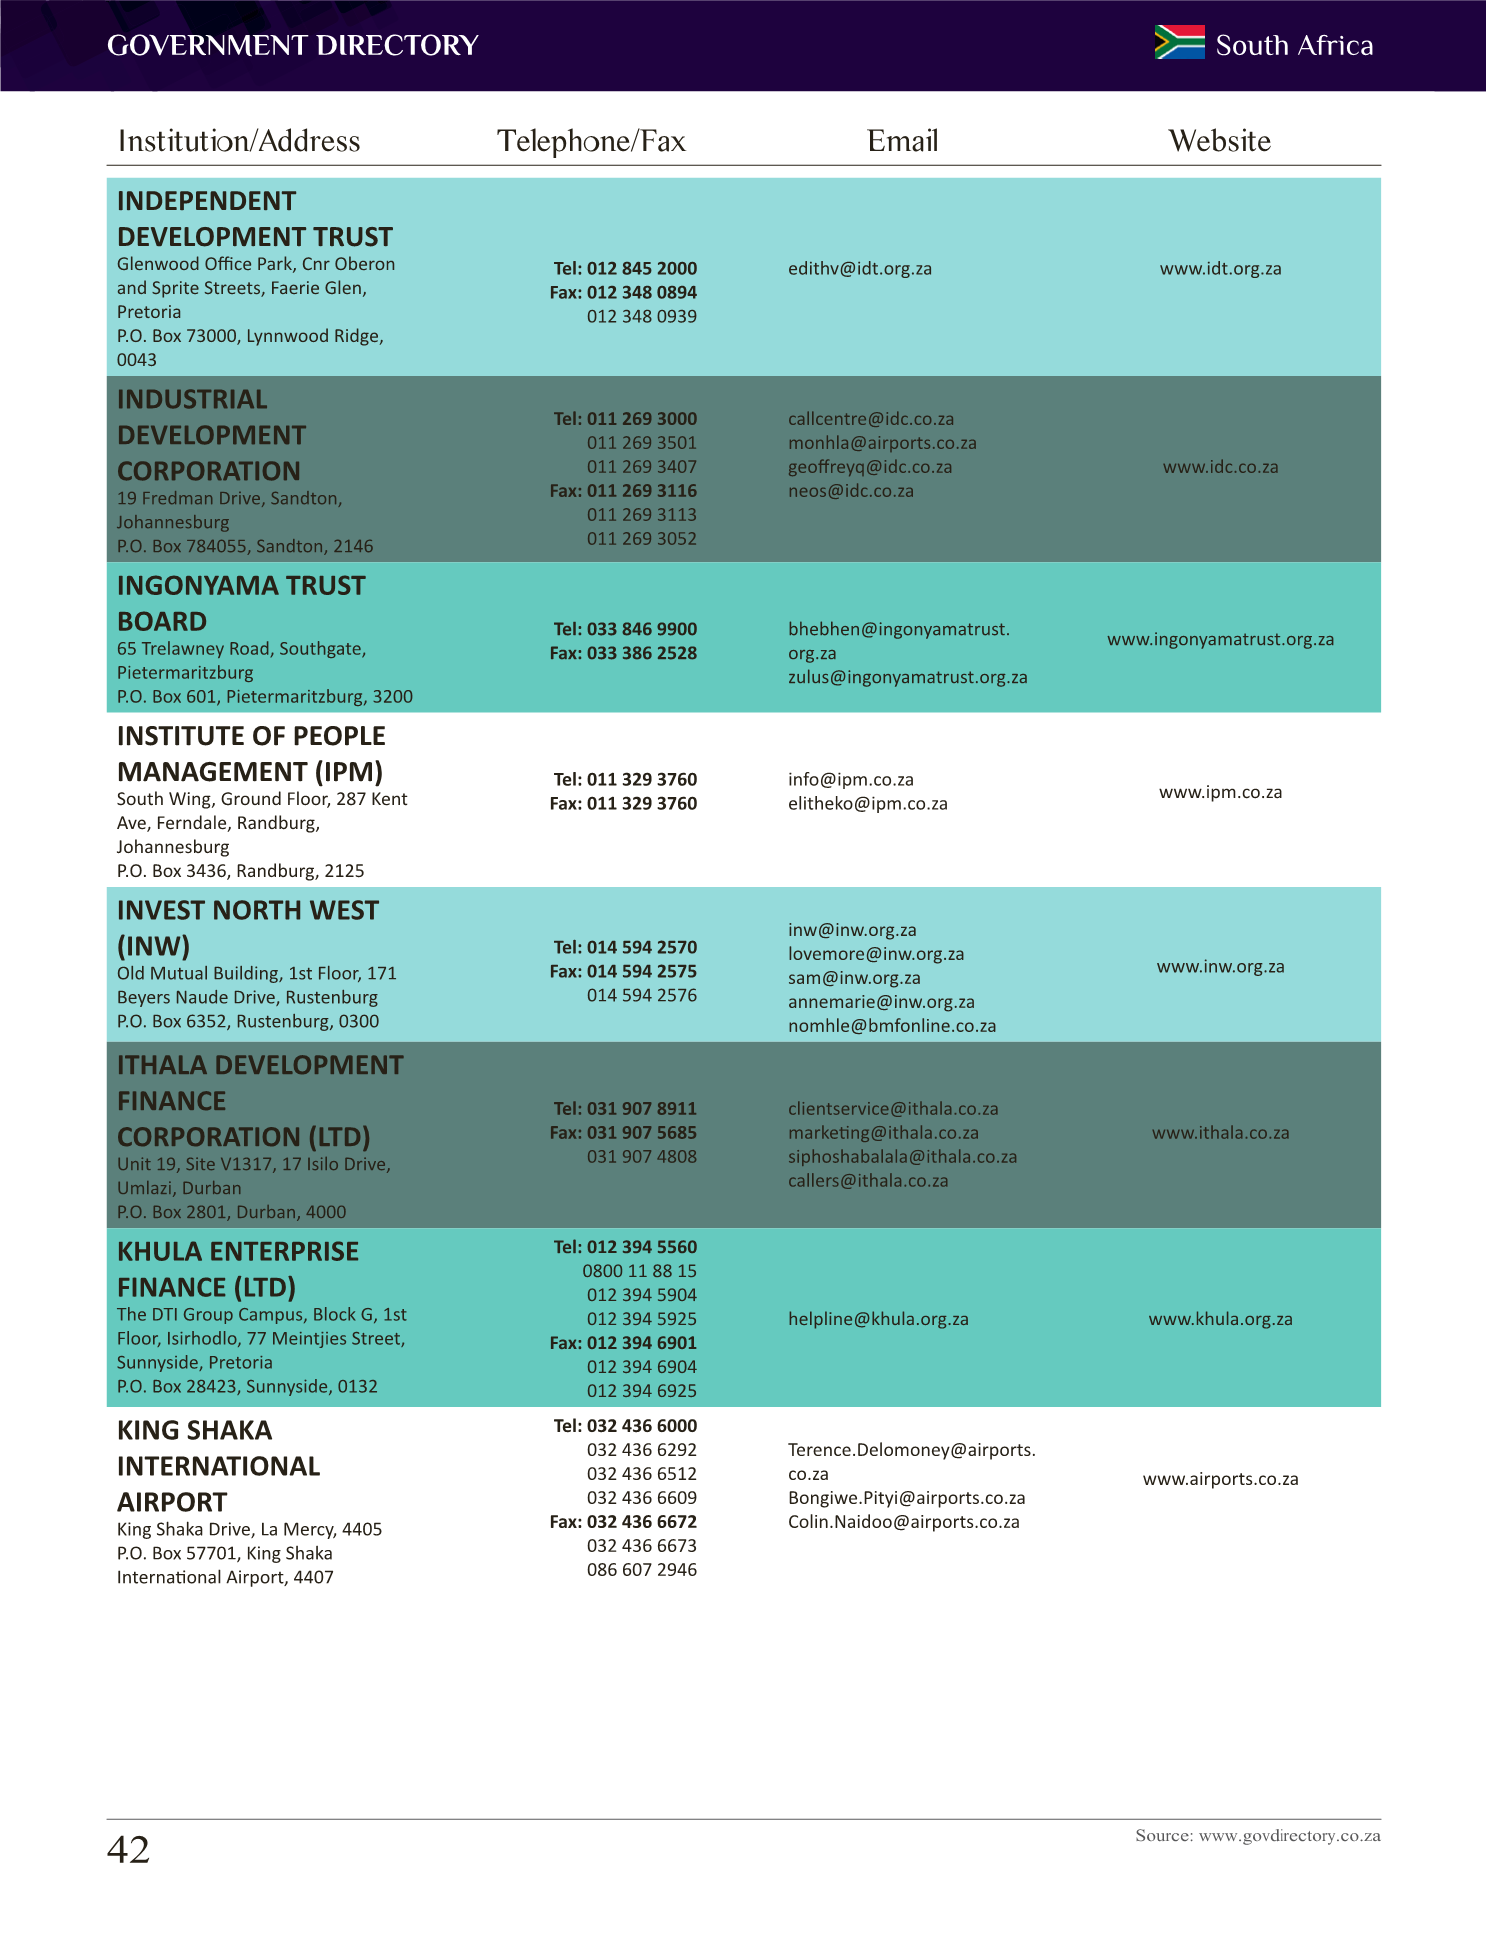 GOVERNMENT DIRECTORY
South Africa
Institution/Address
Telephone/Fax
Email
Website
INDEPENDENT
DEVELOPMENT TRUST
Glenwood Office Park, Cnr Oberon
and Sprite Streets, Faerie Glen,
Pretoria
P.O. Box 73000, Lynnwood Ridge,
0043
Tel: 012 845 2000
Fax: 012 348 0894
012 348 0939
edithv@idt.org.za
www.idt.org.za
INDUSTRIAL
DEVELOPMENT
CORPORATION
19 Fredman Drive, Sandton,
Johannesburg
P.O. Box 784055, Sandton, 2146
Tel: 011 269 3000
011 269 3501
011 269 3407
Fax: 011 269 3116
011 269 3113
011 269 3052
callcentre@idc.co.za
monhla@airports.co.za
geoffreyq@idc.co.za
neos@idc.co.za
www.idc.co.za
INGONYAMA TRUST
BOARD
65 Trelawney Road, Southgate,
Pietermaritzburg
P.O. Box 601, Pietermaritzburg, 3200
Tel: 033 846 9900
Fax: 033 386 2528
bhebhen@ingonyamatrust.
org.za
zulus@ingonyamatrust.org.za
www.ingonyamatrust.org.za
INSTITUTE OF PEOPLE
MANAGEMENT (IPM)
South Wing, Ground Floor, 287 Kent
Ave, Ferndale, Randburg,
Johannesburg
P.O. Box 3436, Randburg, 2125
Tel: 011 329 3760
Fax: 011 329 3760
info@ipm.co.za
elitheko@ipm.co.za
www.ipm.co.za
INVEST NORTH WEST
(INW)
Old Mutual Building, 1st Floor, 171
Beyers Naude Drive, Rustenburg
P.O. Box 6352, Rustenburg, 0300
Tel: 014 594 2570
Fax: 014 594 2575
014 594 2576
inw@inw.org.za
lovemore@inw.org.za
sam@inw.org.za
annemarie@inw.org.za
nomhle@bmfonline.co.za
www.inw.org.za
ITHALA DEVELOPMENT
FINANCE
CORPORATION (LTD)
Unit 19, Site V1317, 17 Isilo Drive,
Umlazi, Durban
P.O. Box 2801, Durban, 4000
Tel: 031 907 8911
Fax: 031 907 5685
031 907 4808
clientservice@ithala.co.za
marketing@ithala.co.za
siphoshabalala@ithala.co.za
callers@ithala.co.za
www.ithala.co.za
KHULA ENTERPRISE
FINANCE (LTD)
The DTI Group Campus, Block G, 1st
Floor, Isirhodlo, 77 Meintjies Street,
Sunnyside, Pretoria
P.O. Box 28423, Sunnyside, 0132
Tel: 012 394 5560
0800 11 88 15
012 394 5904
012 394 5925
Fax: 012 394 6901
012 394 6904
012 394 6925
helpline@khula.org.za
www.khula.org.za
KING SHAKA
INTERNATIONAL
AIRPORT
King Shaka Drive, La Mercy, 4405
P.O. Box 57701, King Shaka
International Airport, 4407
Tel: 032 436 6000
032 436 6292
032 436 6512
032 436 6609
Fax: 032 436 6672
032 436 6673
086 607 2946
Terence.Delomoney@airports.
co.za
Bongiwe.Pityi@airports.co.za
Colin.Naidoo@airports.co.za
www.airports.co.za
42
Source: www.govdirectory.co.za